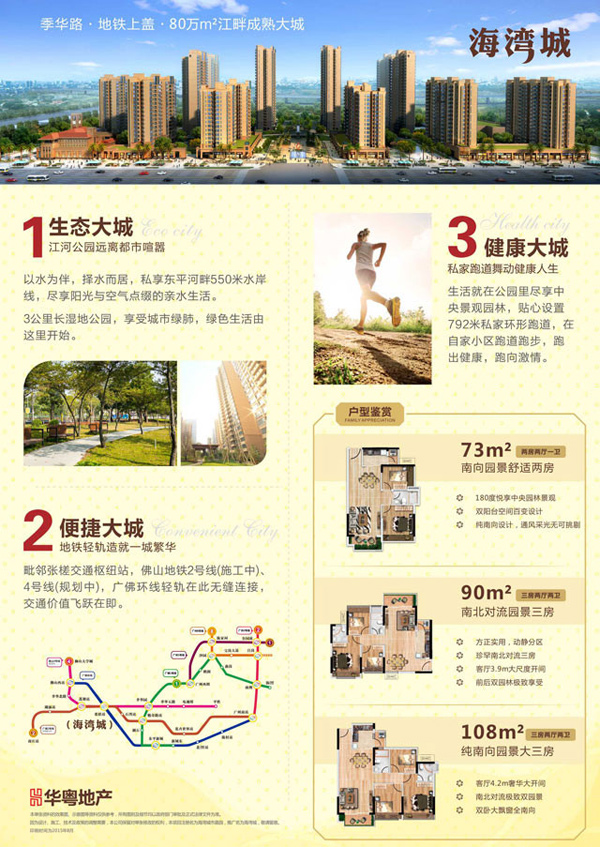 季华路·地铁上盖·80万m²江畔成熟大城
海湾城
1
生态大城
Eco city
江河公园远离都市喧嚣
以水为伴，择水而居，私享东平河畔550米水岸
线，尽享阳光与空气点缀的亲水生活。
3公里长湿地公园，享受城市绿肺，绿色生活由
这里开始。
2
便捷大城
Convenient City
地铁轻轨造就一城繁华
毗邻张槎交通枢纽站，佛山地铁2号线(施工中)、
4号线(规划中)，广佛环线轻轨在此无缝连接，
交通价值飞跃在即。
(海湾城)
华粤地产
3
Health city
健康大城
私家跑道舞动健康人生
生活就在公园里尽享中
央景观园林，贴心设置
792米私家环形跑道，在
自家小区跑道跑步，跑
出健康，跑向激情。
户型鉴赏
FAMILY APPRECIATION
73m²
两房两厅一卫
南向园景舒适两房
180度悦享中央园林景观
双阳台空间百变设计
纯南向设计，通风采光无可挑剔
90m²
三房两厅两卫
南北对流园景三房
方正实用，动静分区
珍罕南北对流三房
客厅3.9m大尺度开间
前后双园林极致享受
108m²
三房两厅两卫
纯南向园景大三房
客厅4.2m奢华大开间
南北对流极致双园景
双卧大飘窗全南向